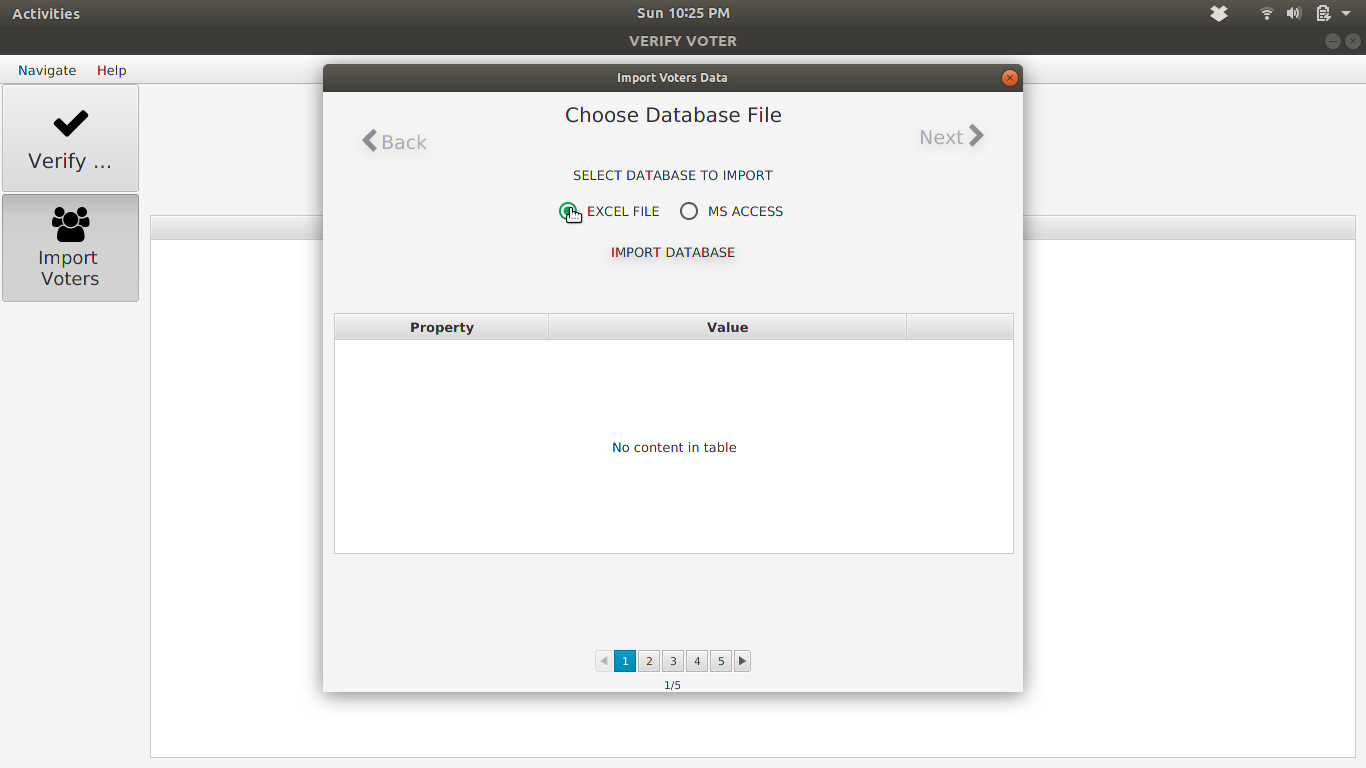 Activities
Sun 10:25 PM
VERIFY VOTER
Navigate Help
Import Voters Data
Verify ...
Import
Voters
Choose Database File
Back
Next
SELECT DATABASE TO IMPORT
EXCEL FILE MS ACCESS
IMPORT DATABASE
Property Value
No content in table
1 2 3 4 5
1/5